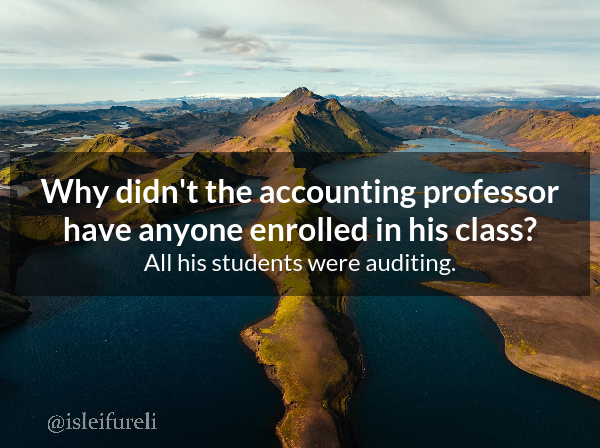 Why didn't the accounting professor
have anyone enrolled in his class?
All his students were auditing.
@isleifureli